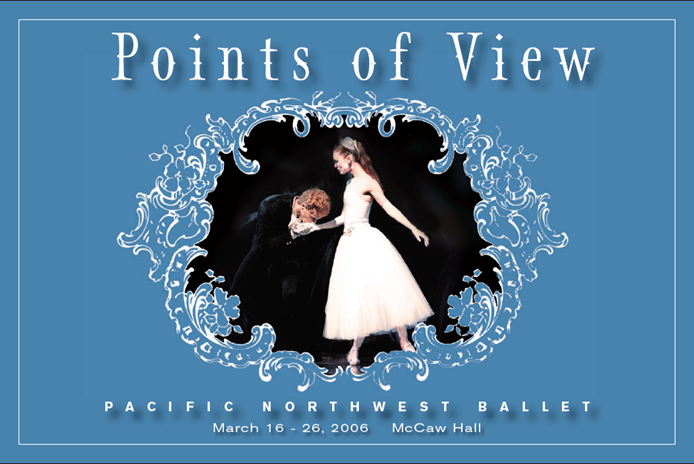 Points of View
PACIFIC NORTHWEST BALLET
March 16 - 26, 2006 McCaw Hall